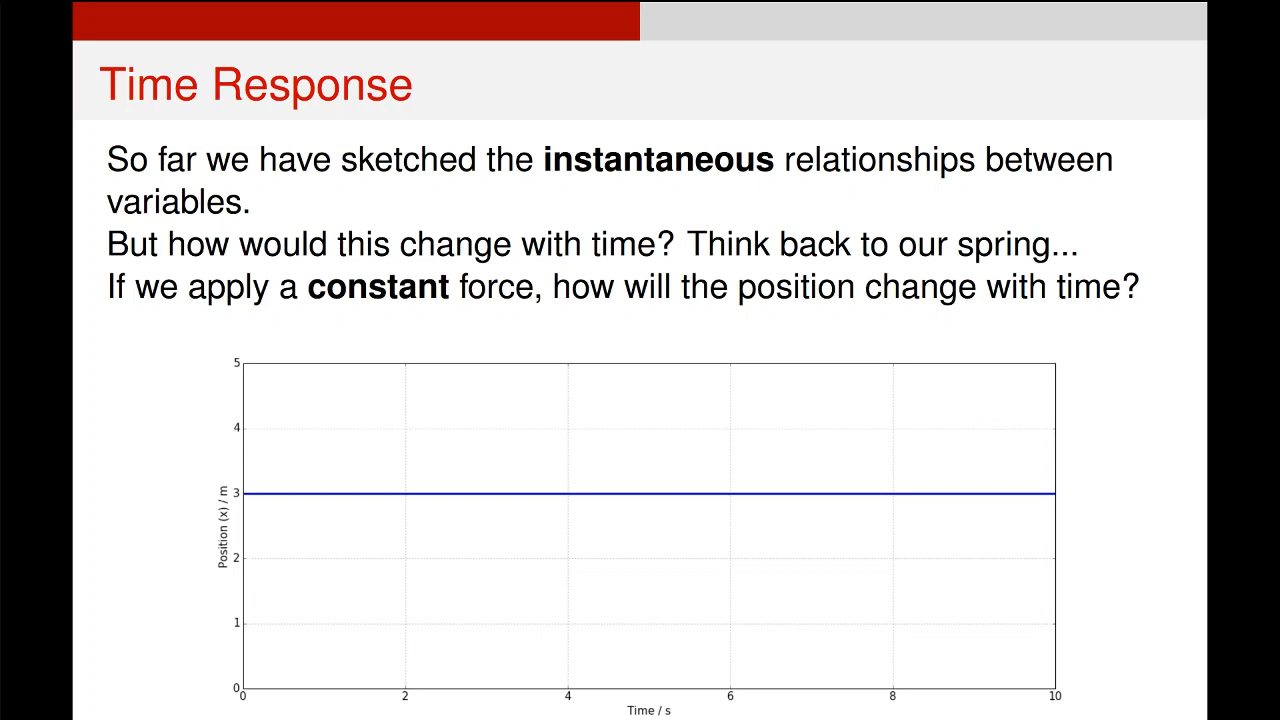 Time Response
So far we have sketched the instantaneous relationships between
variables.
But how would this change with time? Think back to our spring...
If we apply a constant force, how will the position change with time?
5
4
3
2
1
0
Position (x) / m
0 2 4 6 8 10
Time / s